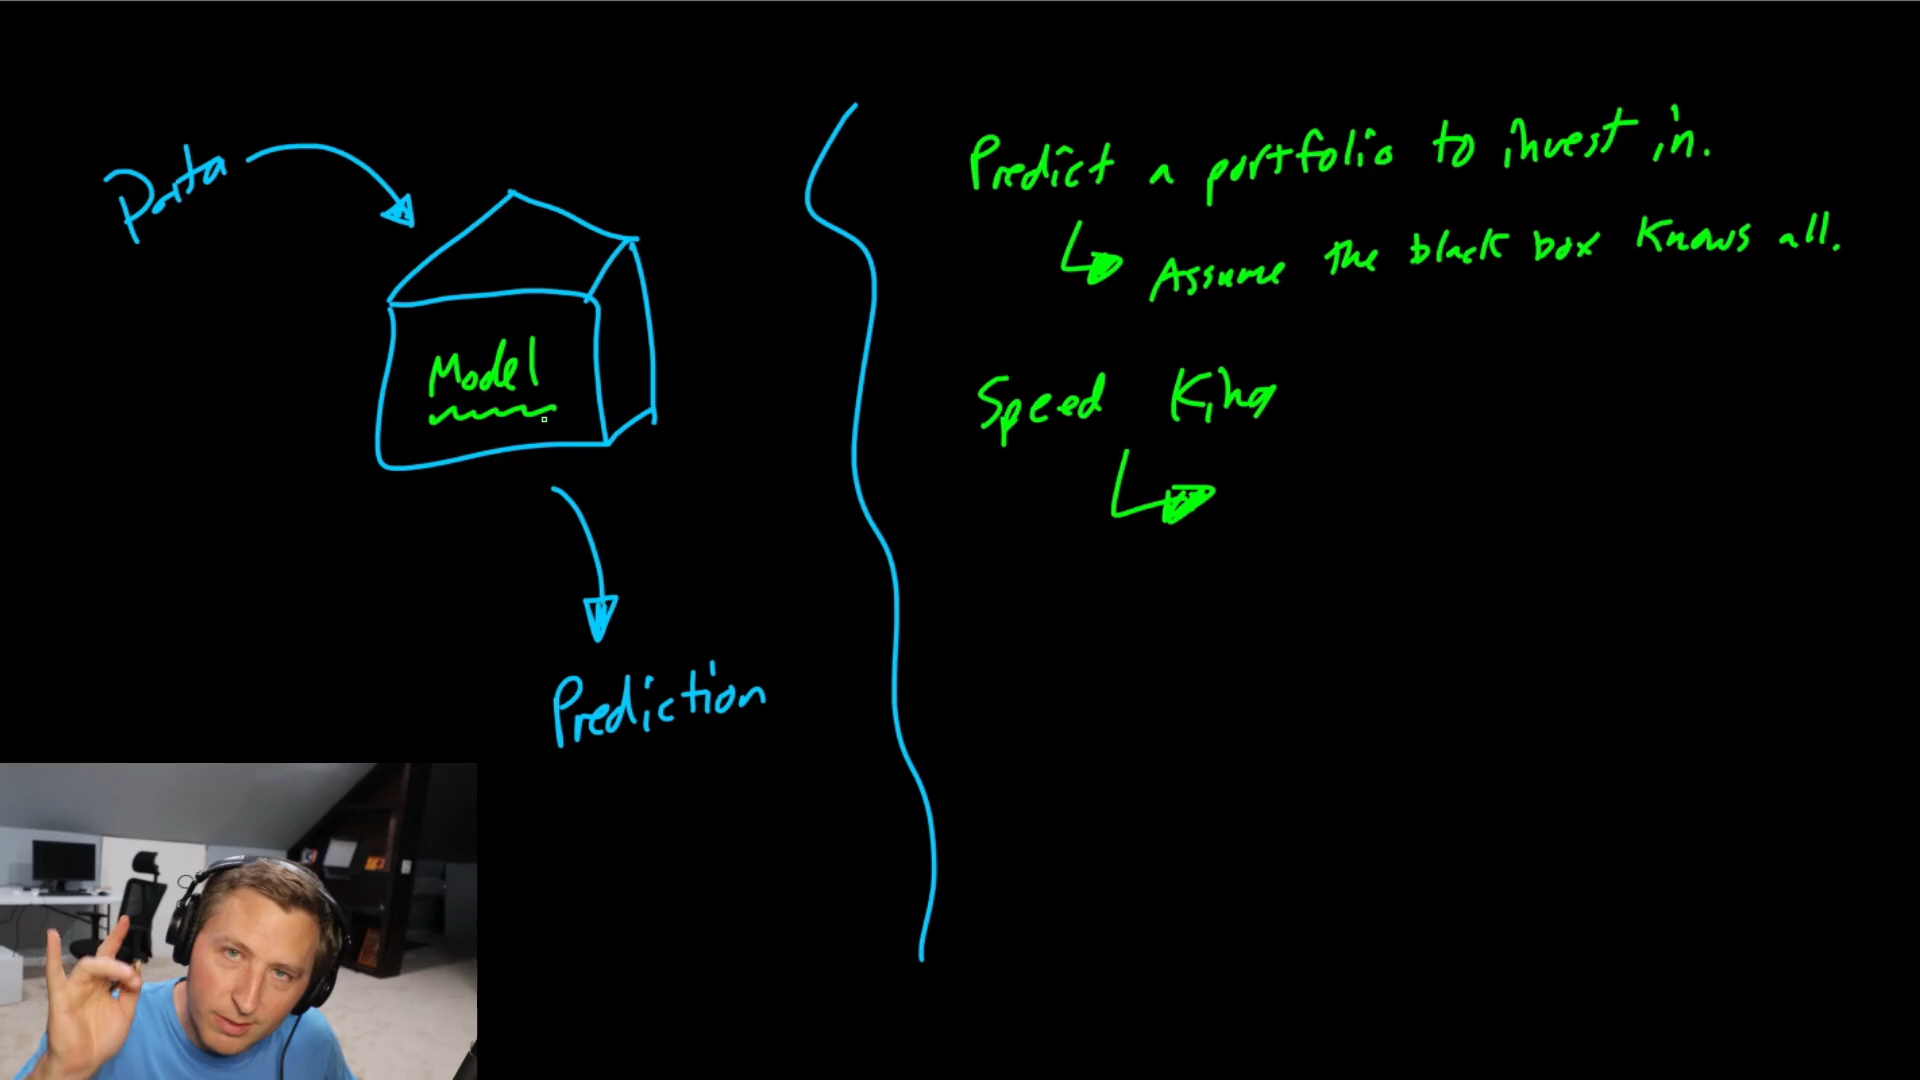 Data
Model
Prediction
Predict a portfolio to invest in.
Assume the black box knows all.
Speed King